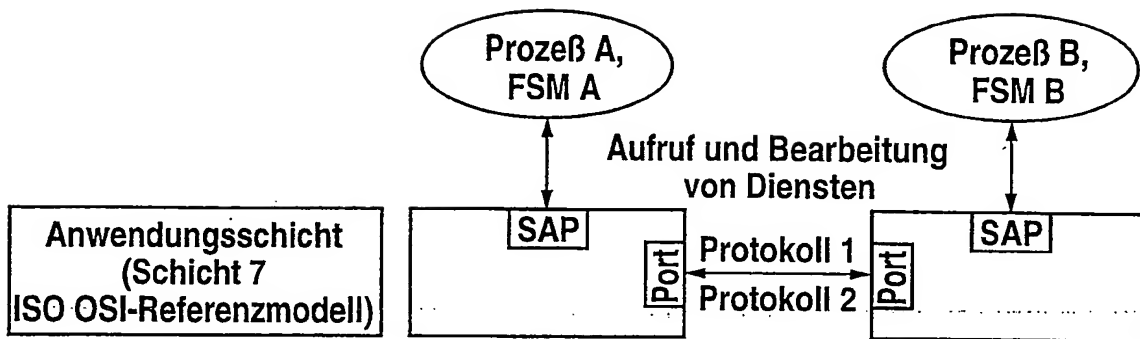 Prozeß A,
FSM A
Prozeß B,
FSM B
Aufruf und Bearbeitung
von Diensten
Anwendungsschicht
(Schicht 7
ISO OSI-Referenzmodell)
SAP
Port
Protokoll 1
Protokoll 2
SAP
Port